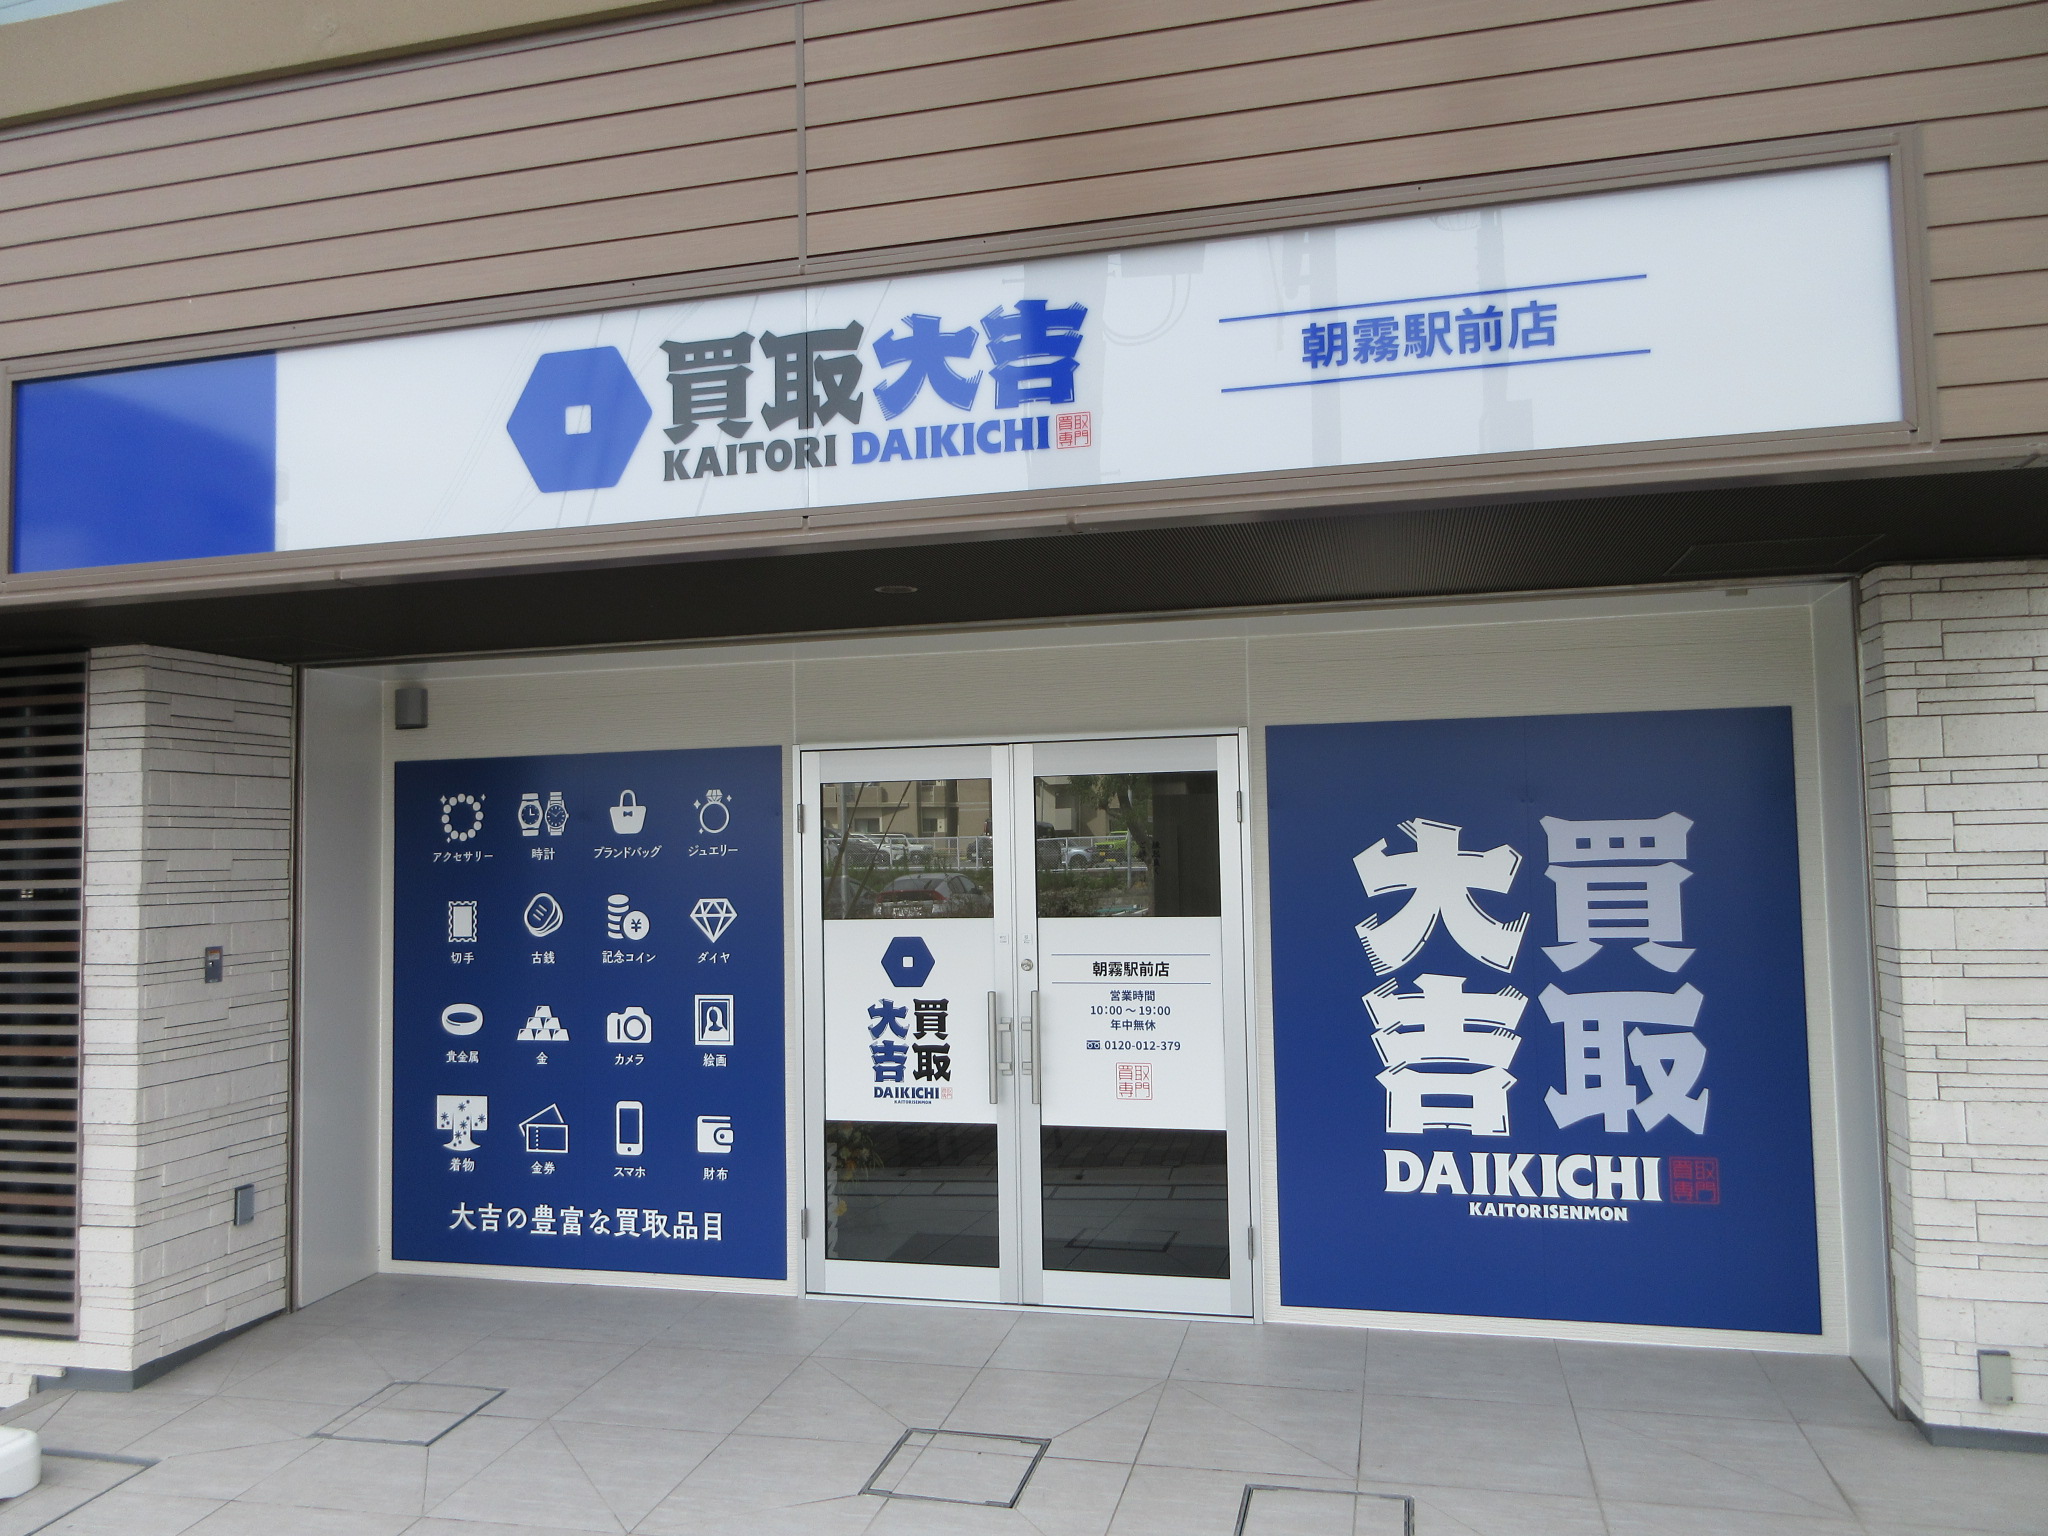 買取大吉
KAITORI DAIKICHI
買取専門
朝霧駅前店
アクセサリー
時計
ブランドバッグ
ジュエリー
切手
古銭
記念コイン
ダイヤ
貴金属
金
カメラ
絵画
着物
金券
スマホ
財布
大吉の豊富な買取品目
買取
大吉
DAIKICHI
買取専門
KAITORISENMON
朝霧駅前店
営業時間
10:00～19:00
年中無休
0120-012-379
買取専門
買取
大吉
DAIKICHI
買取専門
KAITORISENMON